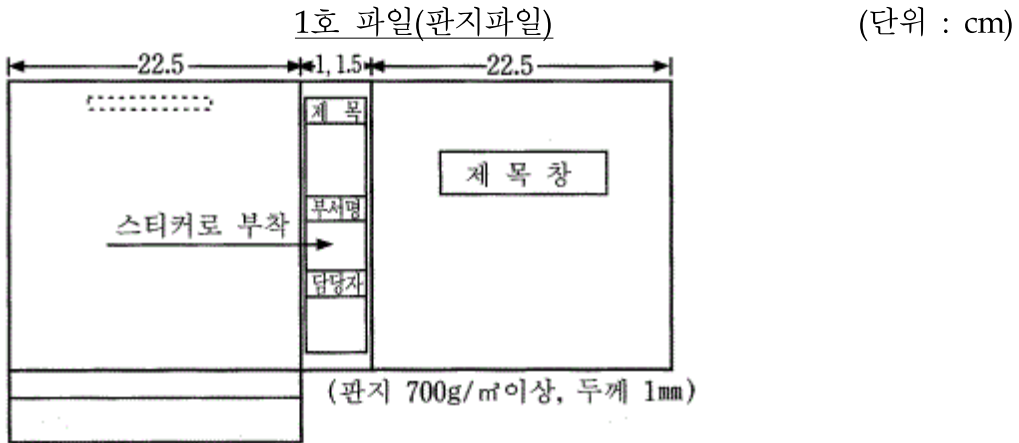 1호 파일(판지파일) (단위 : cm)
22.5 1, 1.5 22.5
제 목
제 목 창
부서명
스티커로 부착
담당자
(판지 700g/㎡이상, 두께 1㎜)